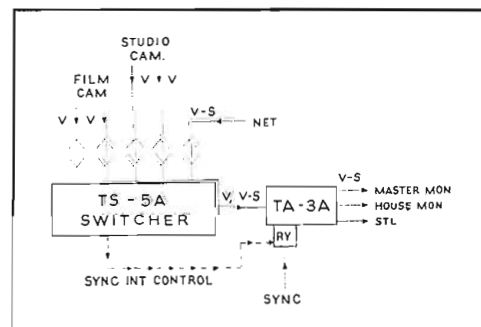 STUDIO
CAM.
FILM
CAM
V V
V V
V-S
NET
TS-5A
SWITCHER
V, V-S
TA-3A
RY
V-S
MASTER MON
HOUSE MON
STL
SYNC INT CONTROL
SYNC